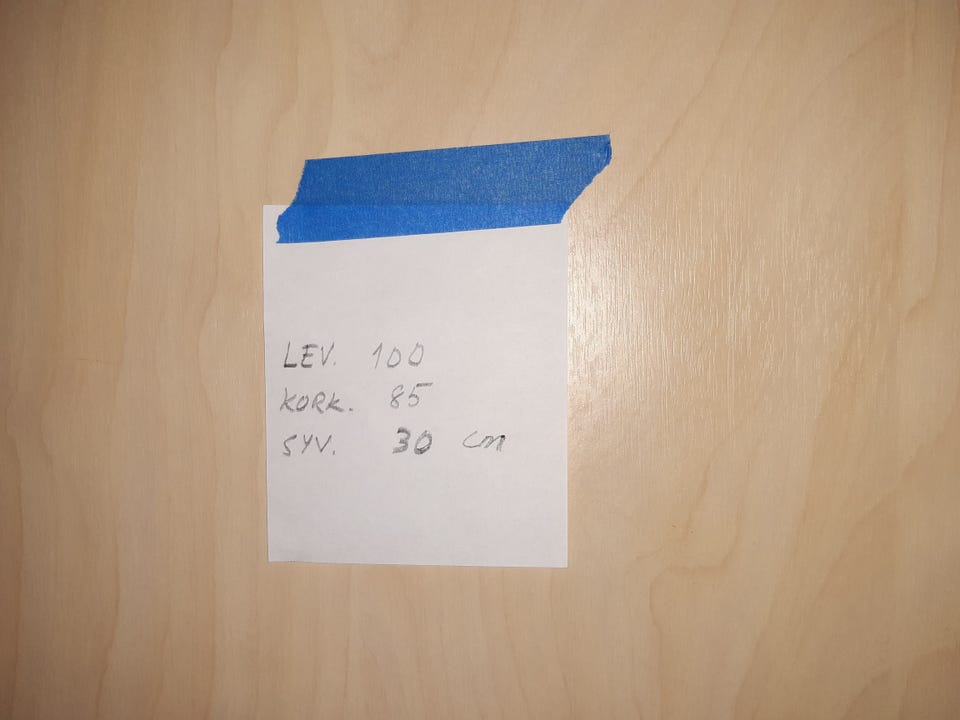 LEV. 100
KORK. 85
SYV. 30 cm